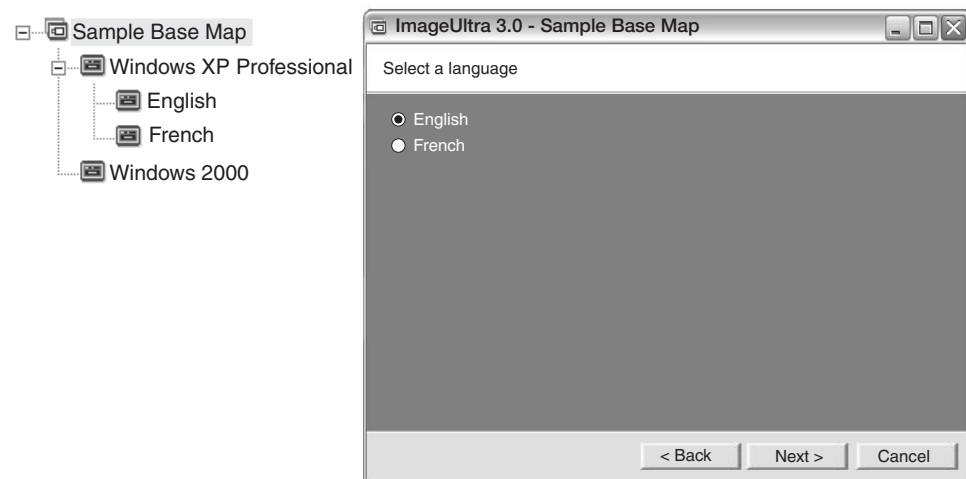 Sample Base Map
Windows XP Professional
English
French
Windows 2000
ImageUltra 3.0 - Sample Base Map
Select a language
English
French
< Back
Next >
Cancel